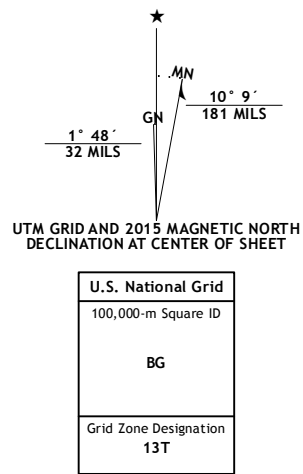 ★
MN
GN
10° 9´
181 MILS
1° 48´
32 MILS
UTM GRID AND 2015 MAGNETIC NORTH
DECLINATION AT CENTER OF SHEET
U.S. National Grid
100,000-m Square ID
BG
Grid Zone Designation
13T